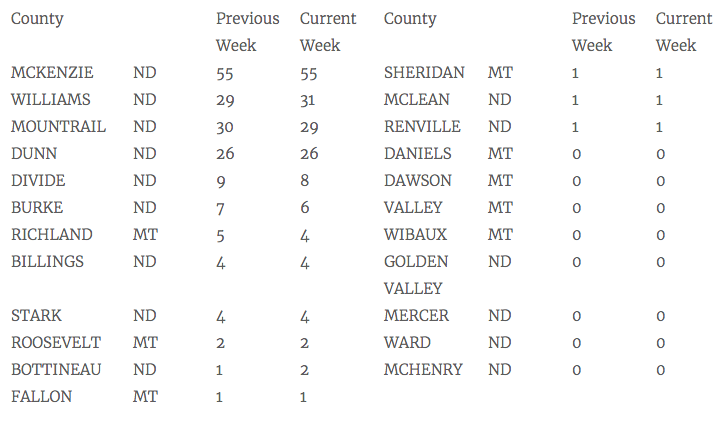 County Previous Current County Previous Current
Week Week Week Week
MCKENZIE ND 55 55 SHERIDAN MT 1 1
WILLIAMS ND 29 31 MCLEAN ND 1 1
MOUNTRAIL ND 30 29 RENVILLE ND 1 1
DUNN ND 26 26 DANIELS MT 0 0
DIVIDE ND 9 8 DAWSON MT 0 0
BURKE ND 7 6 VALLEY MT 0 0
RICHLAND MT 5 4 WIBAUX MT 0 0
BILLINGS ND 4 4 GOLDEN ND 0 0
VALLEY
STARK ND 4 4 MERCER ND 0 0
ROOSEVELT MT 2 2 WARD ND 0 0
BOTTINEAU ND 1 2 MCHENRY ND 0 0
FALLON MT 1 1